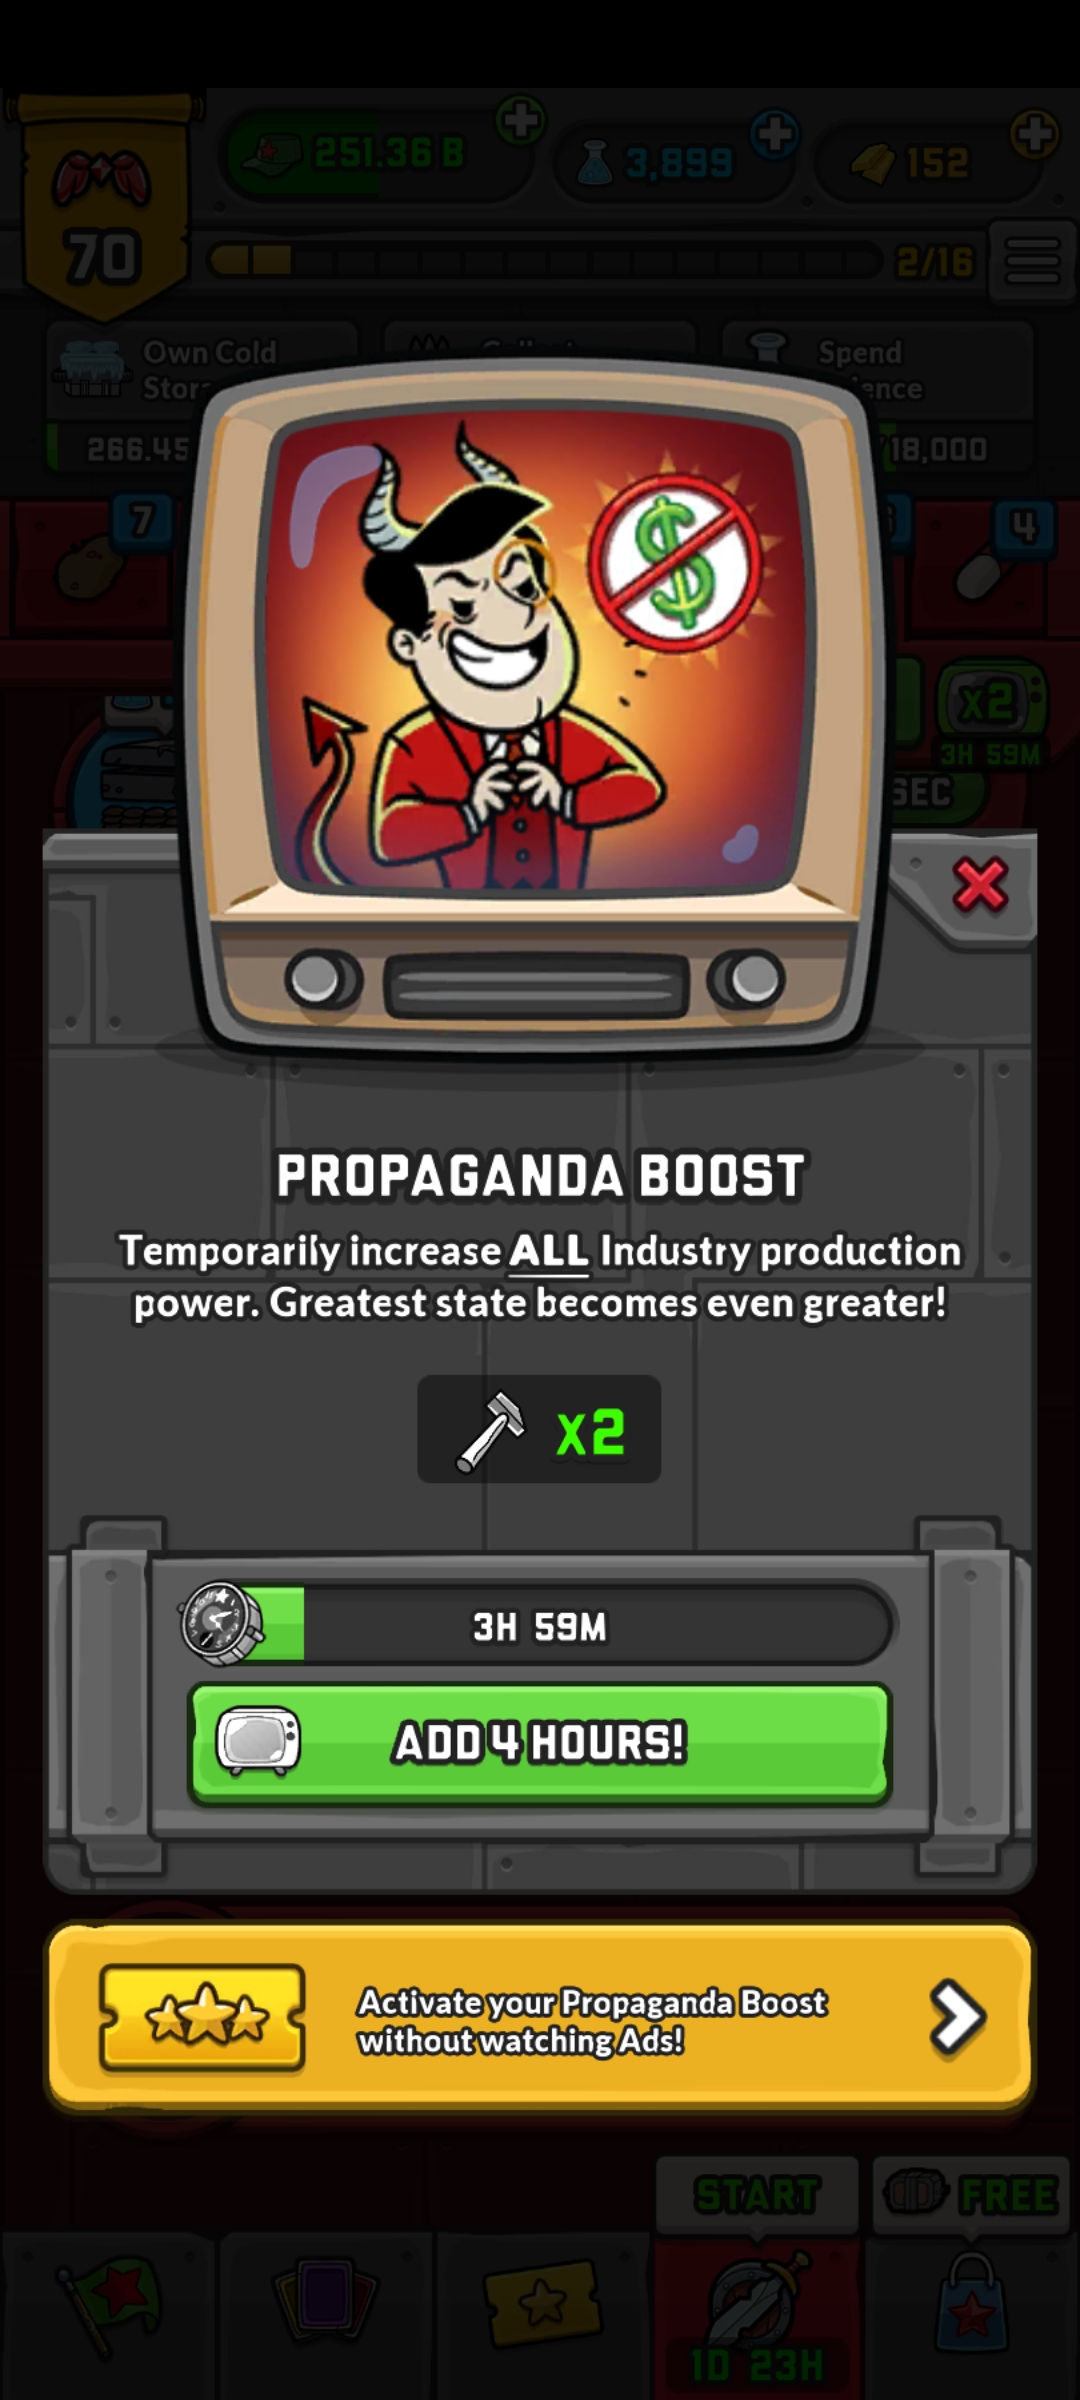 251.36 B
3,899
152
70
2/16
Own Cold
Spend
266.45
18,000
7
4
x2
3H 59M
SEC
PROPAGANDA BOOST
Temporarily increase ALL Industry production
power. Greatest state becomes even greater!
x2
3H 59M
ADD 4 HOURS!
Activate your Propaganda Boost
without watching Ads!
START
FREE
1D 23H